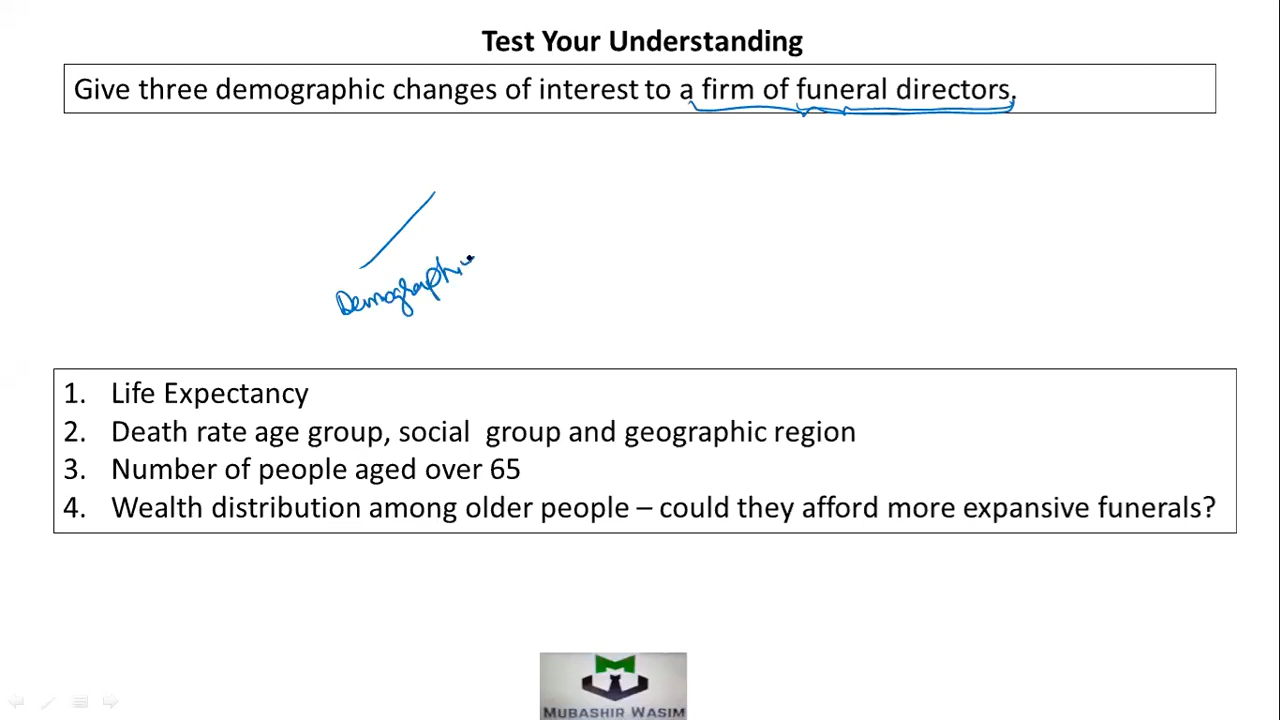 Test Your Understanding
Give three demographic changes of interest to a firm of funeral directors.
Demographi
1. Life Expectancy
2. Death rate age group, social group and geographic region
3. Number of people aged over 65
4. Wealth distribution among older people – could they afford more expansive funerals?
MUBASHIR WASIM